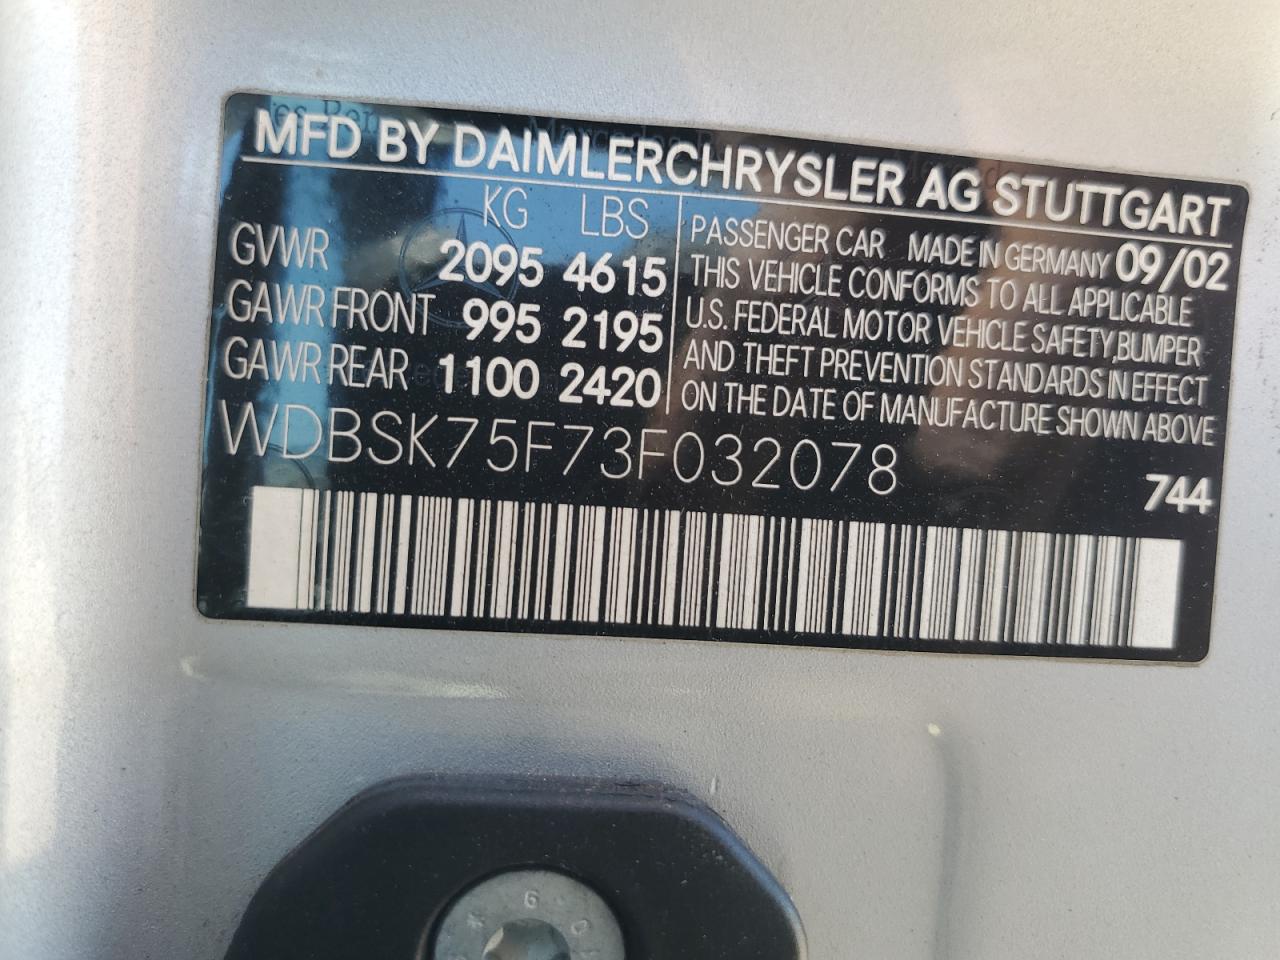 MFD BY DAIMLERCHRYSLER AG STUTTGART
KG LBS
GVWR 2095 4615
GAWR FRONT 995 2195
GAWR REAR 1100 2420
PASSENGER CAR MADE IN GERMANY 09/02
THIS VEHICLE CONFORMS TO ALL APPLICABLE
U.S. FEDERAL MOTOR VEHICLE SAFETY,BUMPER
AND THEFT PREVENTION STANDARDS IN EFFECT
ON THE DATE OF MANUFACTURE SHOWN ABOVE
WDBSK75F73F032078
744